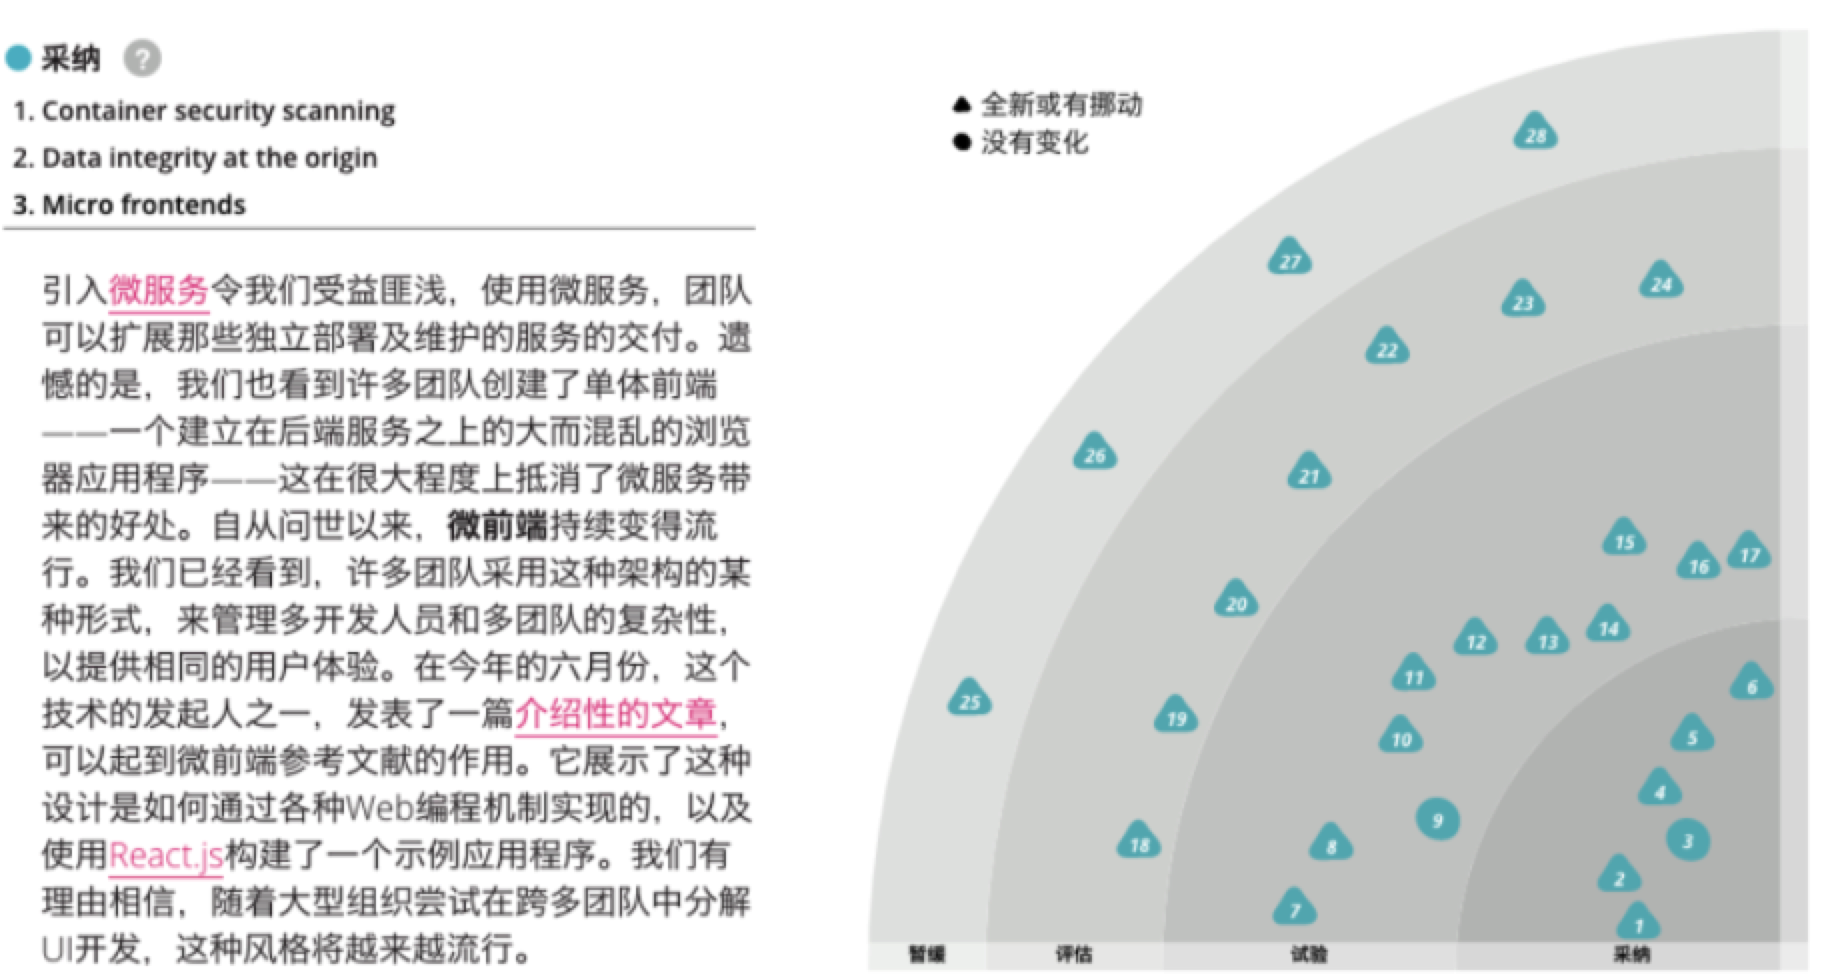 采纳 ?
1. Container security scanning
2. Data integrity at the origin
3. Micro frontends
引入微服务令我们受益匪浅，使用微服务，团队
可以扩展那些独立部署及维护的服务的交付。遗
憾的是，我们也看到许多团队创建了单体前端
——一个建立在后端服务之上的大而混乱的浏览
器应用程序——这在很大程度上抵消了微服务带
来的好处。自从问世以来，微前端持续变得流
行。我们已经看到，许多团队采用这种架构的某
种形式，来管理多开发人员和多团队的复杂性，
以提供相同的用户体验。在今年的六月份，这个
技术的发起人之一，发表了一篇介绍性的文章，
可以起到微前端参考文献的作用。它展示了这种
设计是如何通过各种Web编程机制实现的，以及
使用React.js构建了一个示例应用程序。我们有
理由相信，随着大型组织尝试在跨多团队中分解
UI开发，这种风格将越来越流行。
全新或有挪动
没有变化
28
27
24
23
22
26
21
15
17
16
20
14
12
13
11
6
25
19
10
5
4
9
3
18
8
2
7
1
暂缓
评估
试验
采纳